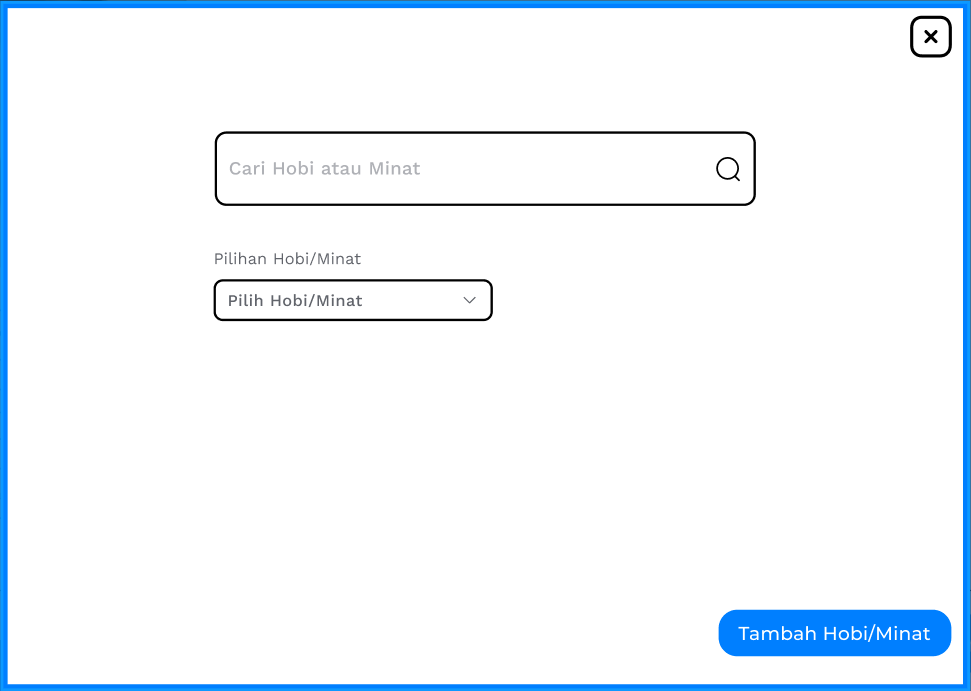 Cari Hobi atau Minat
Pilihan Hobi/Minat
Pilih Hobi/Minat
Tambah Hobi/Minat